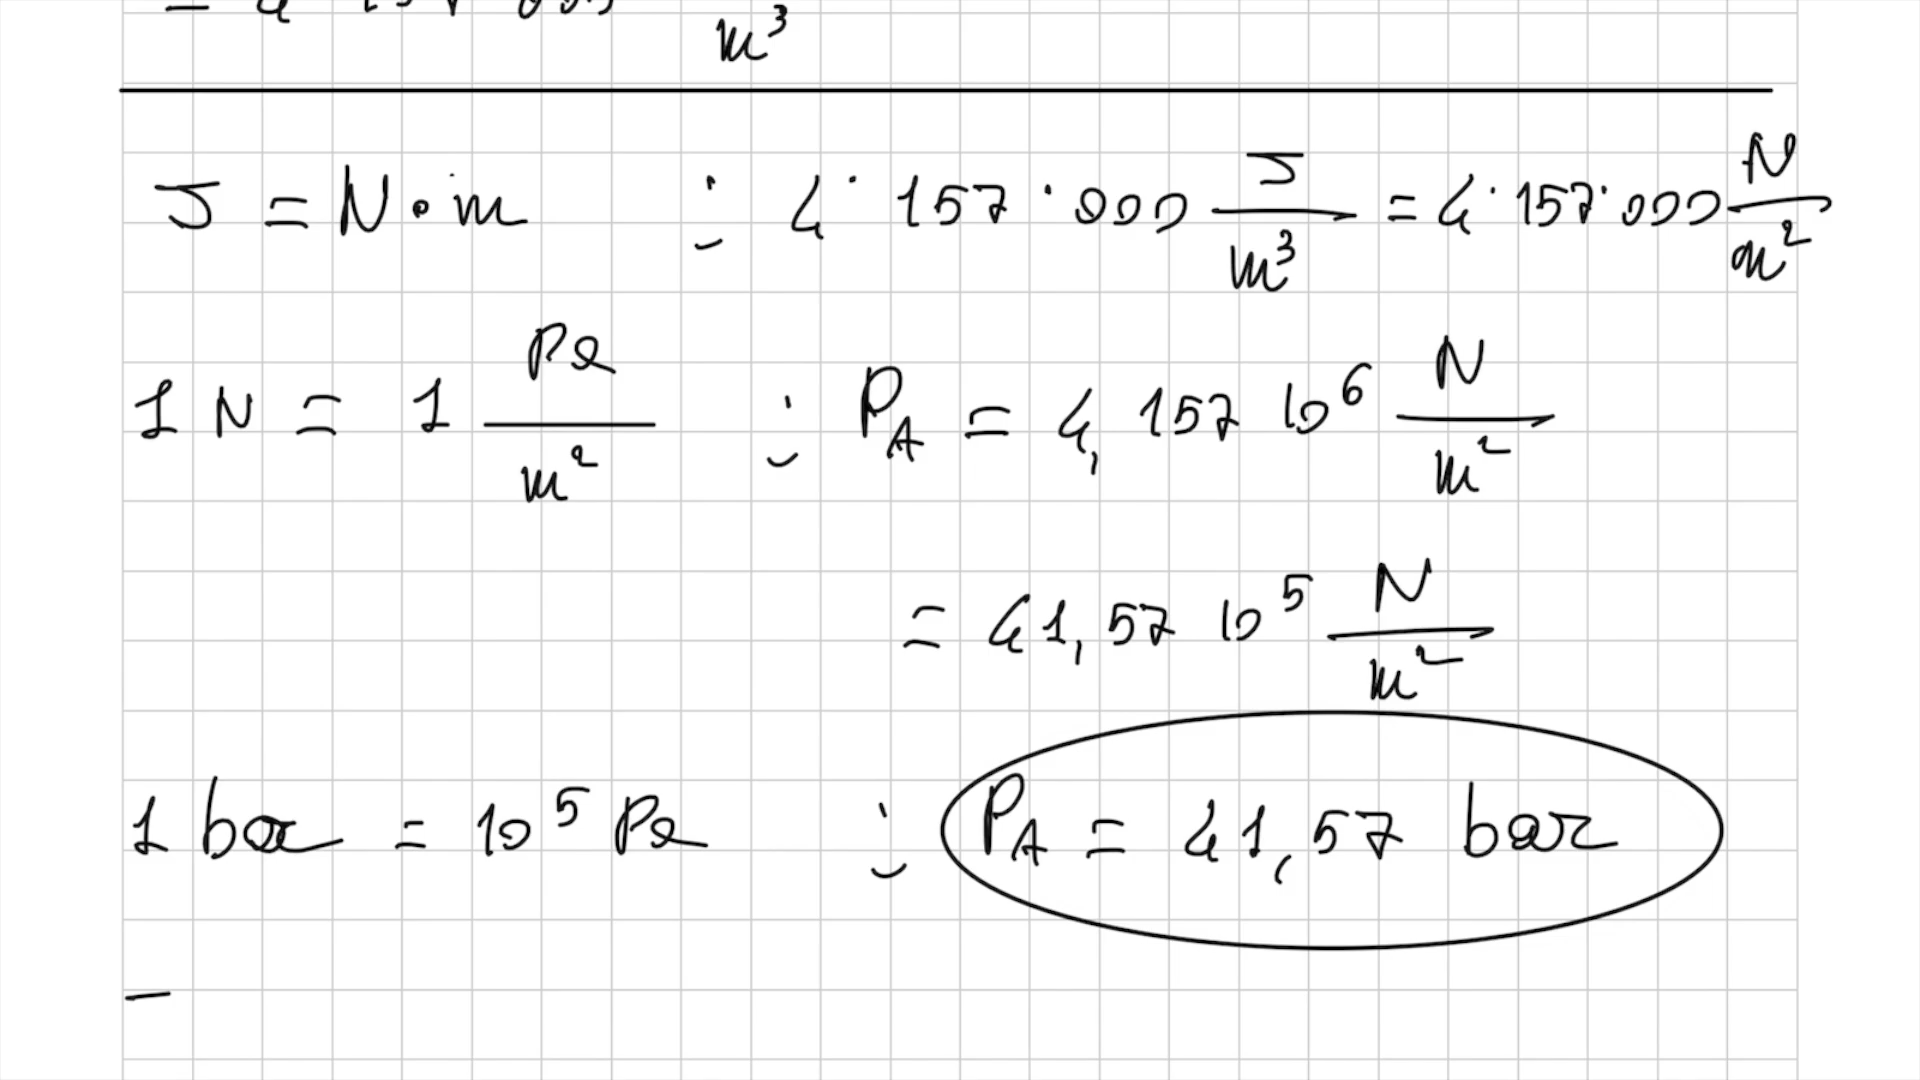 m³
J = N • m ∴ 4˙157˙000 J/m³ = 4˙157˙000 N/m²
1 N = 1 Pa/m² ∴ P_A = 4,157 10⁶ N/m²
= 41,57 10⁵ N/m²
1 bar = 10⁵ Pa ∴ P_A = 41,57 bar
–